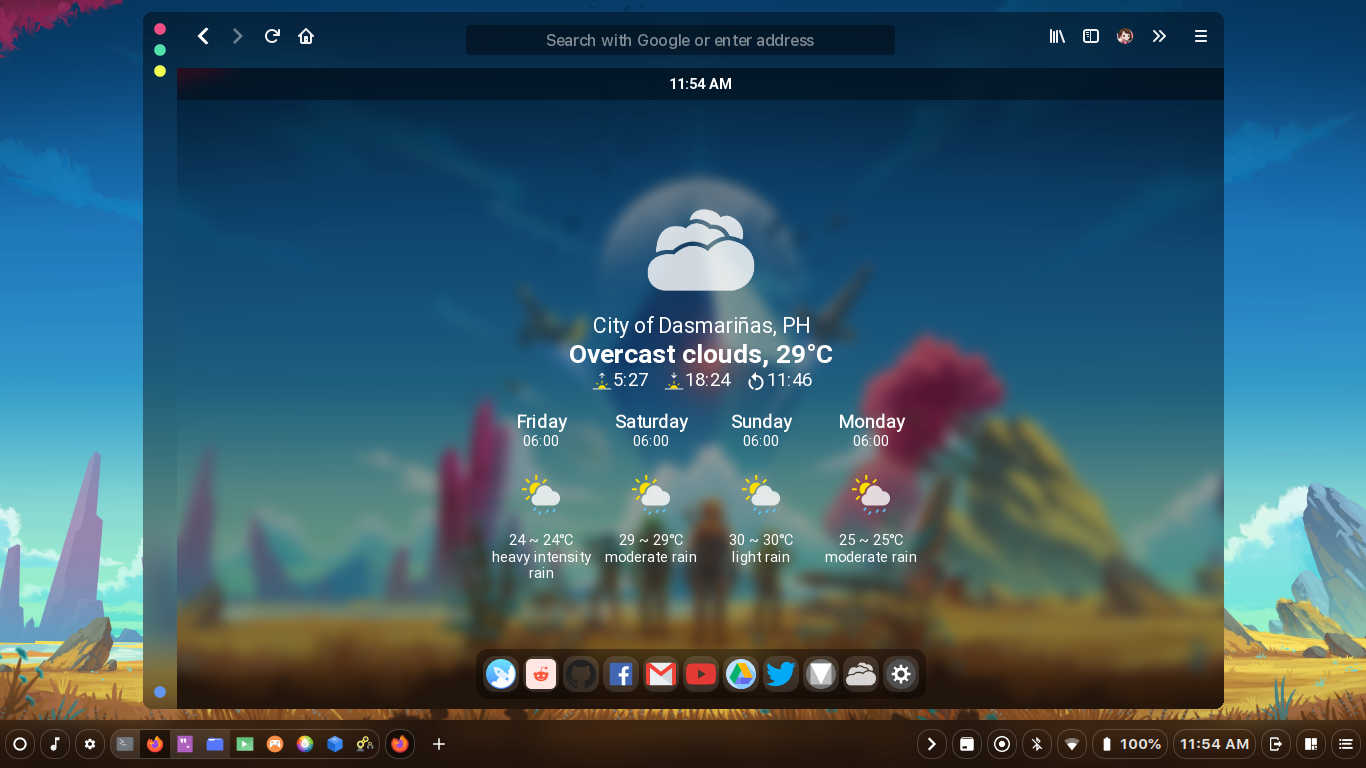 Search with Google or enter address
11:54 AM
City of Dasmariñas, PH
Overcast clouds, 29°C
5:27 18:24 11:46
Friday Saturday Sunday Monday
06:00 06:00 06:00 06:00
24 ~ 24°C 29 ~ 29°C 30 ~ 30°C 25 ~ 25°C
heavy intensity moderate rain light rain moderate rain
rain
100% 11:54 AM